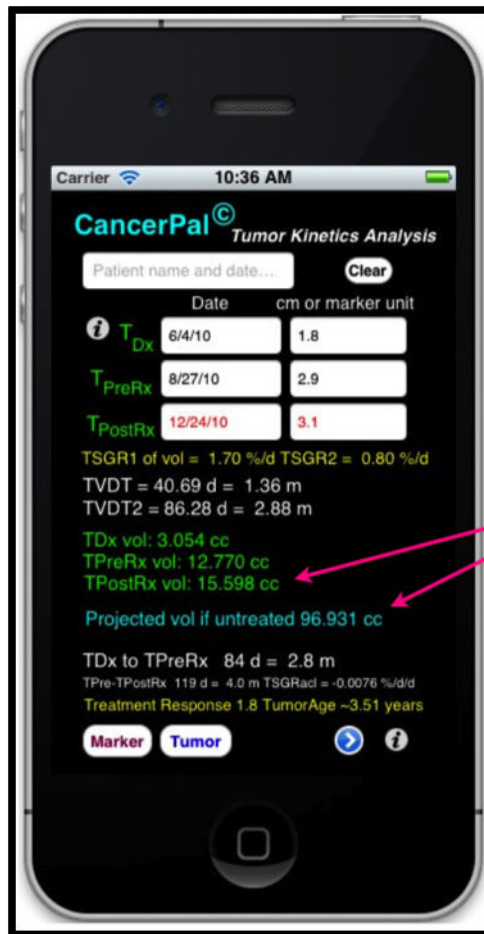 Carrier 10:36 AM
CancerPal© Tumor Kinetics Analysis
Patient name and date... Clear
Date cm or marker unit
i TDx 6/4/10 1.8
TPreRx 8/27/10 2.9
TPostRx 12/24/10 3.1
TSGR1 of vol = 1.70 %/d TSGR2 = 0.80 %/d
TVDT = 40.69 d = 1.36 m
TVDT2 = 86.28 d = 2.88 m
TDx vol: 3.054 cc
TPreRx vol: 12.770 cc
TPostRx vol: 15.598 cc
Projected vol if untreated 96.931 cc
TDx to TPreRx 84 d = 2.8 m
TPre-TPostRx 119 d = 4.0 m TSGRacl = -0.0076 %/d/d
Treatment Response 1.8 TumorAge ~3.51 years
Marker Tumor i